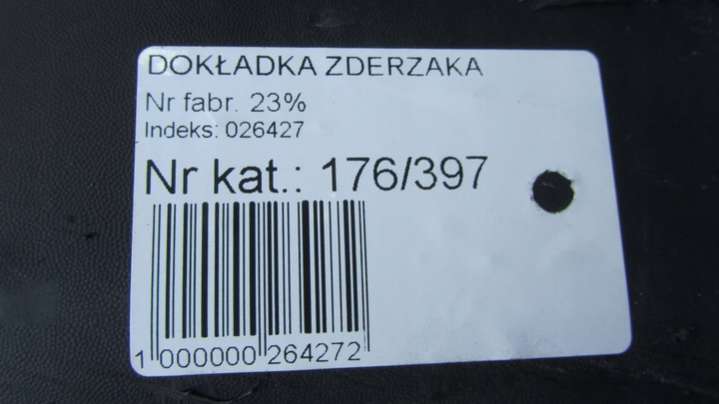 DOKŁADKA ZDERZAKA
Nr fabr. 23%
Indeks: 026427
Nr kat.: 176/397
1 000000 264272